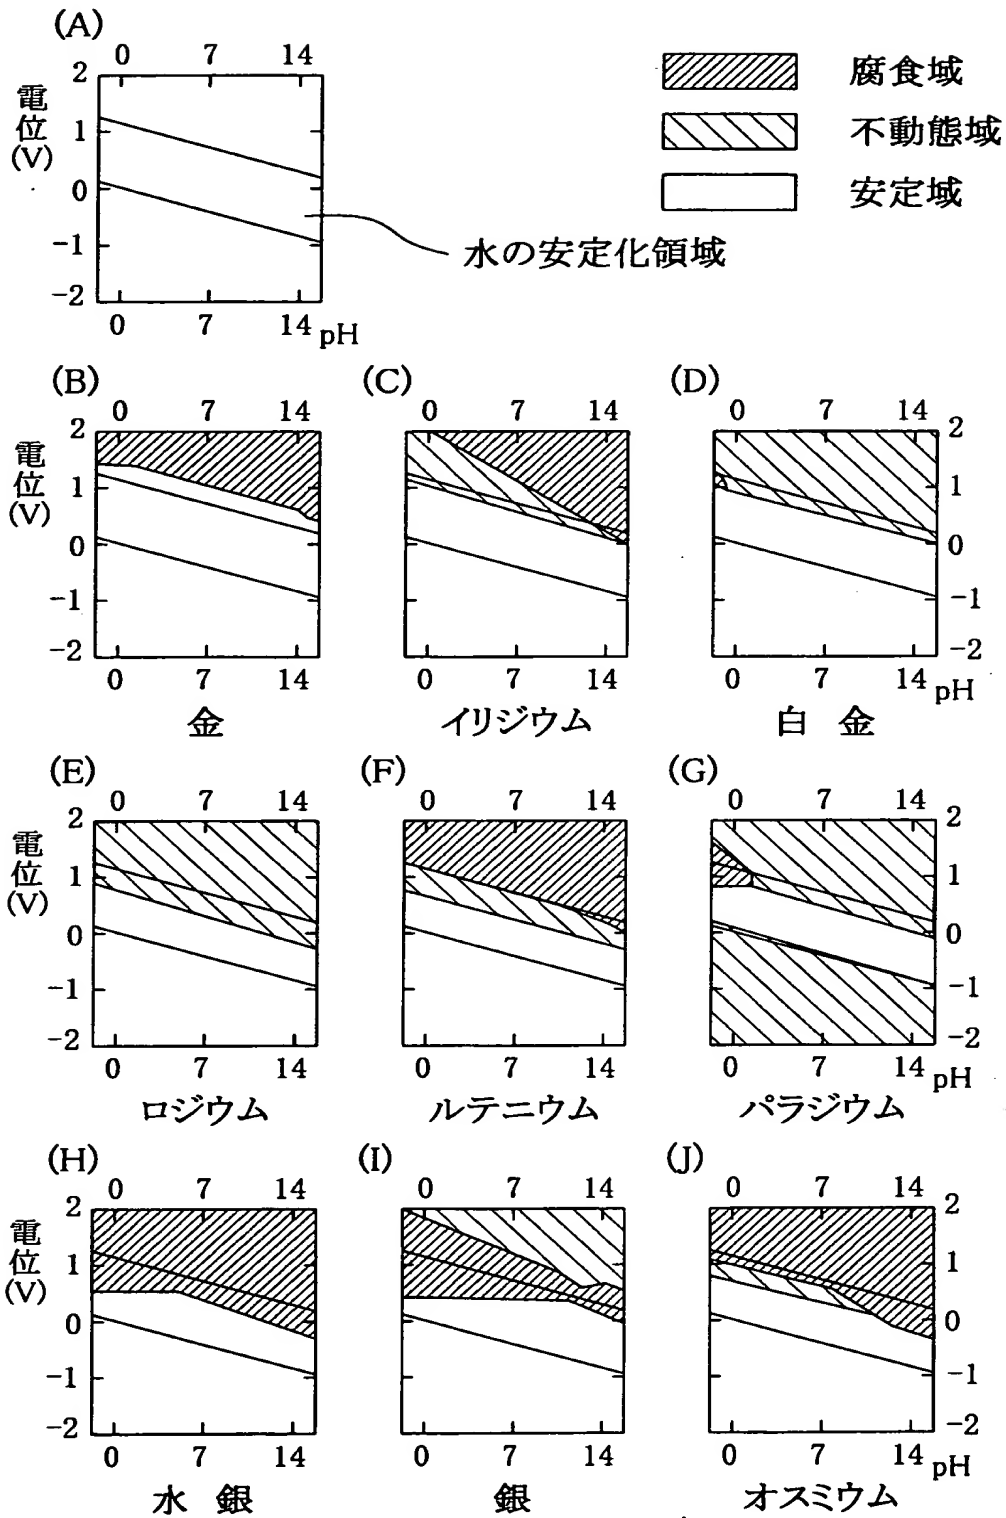 (A)
0 7 14
2
1
0
-1
-2
電位(V)
0 7 14 pH
腐食域
不動態域
安定域
水の安定化領域
(B) (C) (D)
0 7 14 0 7 14 0 7 14
電位(V)
2 2
1 1
0 0
-1 -1
-2 -2
0 7 14 0 7 14 0 7 14 pH
金 イリジウム 白金
(E) (F) (G)
0 7 14 0 7 14 0 7 14
電位(V)
2 2
1 1
0 0
-1 -1
-2 -2
0 7 14 0 7 14 0 7 14 pH
ロジウム ルテニウム パラジウム
(H) (I) (J)
0 7 14 0 7 14 0 7 14
電位(V)
2 2
1 1
0 0
-1 -1
-2 -2
0 7 14 0 7 14 0 7 14 pH
水銀 銀 オスミウム